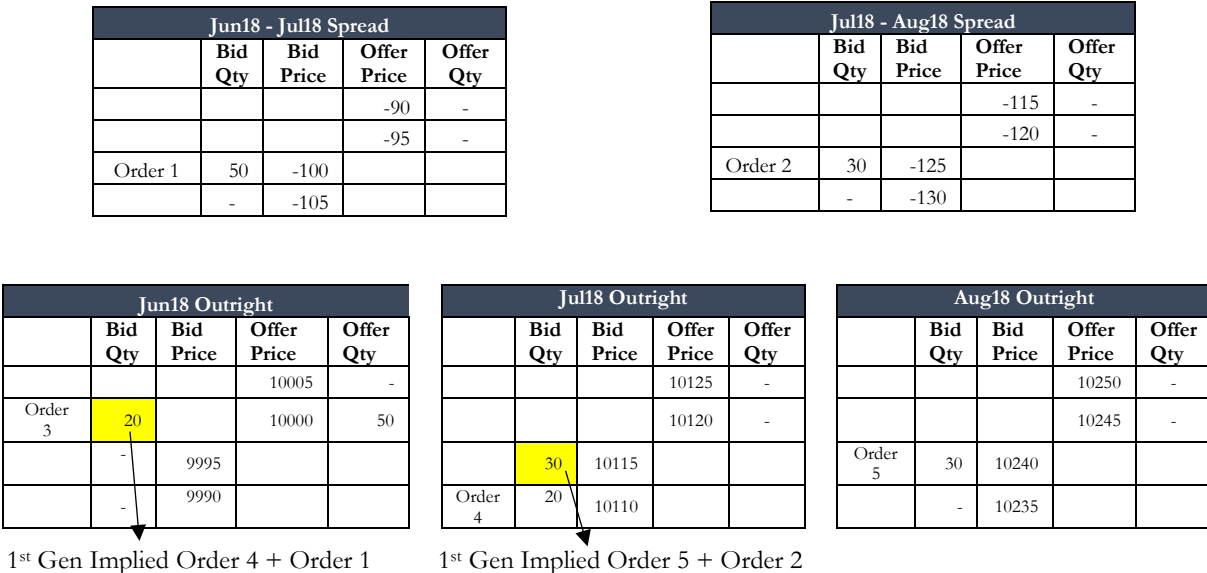 Jun18 - Jul18 Spread
Bid Qty Bid Price Offer Price Offer Qty
-90 -
-95 -
Order 1 50 -100
- -105
Jul18 - Aug18 Spread
Bid Qty Bid Price Offer Price Offer Qty
-115 -
-120 -
Order 2 30 -125
- -130
Jun18 Outright
Bid Qty Bid Price Offer Price Offer Qty
10005 -
Order 3 20 10000 50
- 9995
- 9990
1st Gen Implied Order 4 + Order 1
Jul18 Outright
Bid Qty Bid Price Offer Price Offer Qty
10125 -
10120 -
30 10115
Order 4 20 10110
1st Gen Implied Order 5 + Order 2
Aug18 Outright
Bid Qty Bid Price Offer Price Offer Qty
10250 -
10245 -
Order 5 30 10240
- 10235